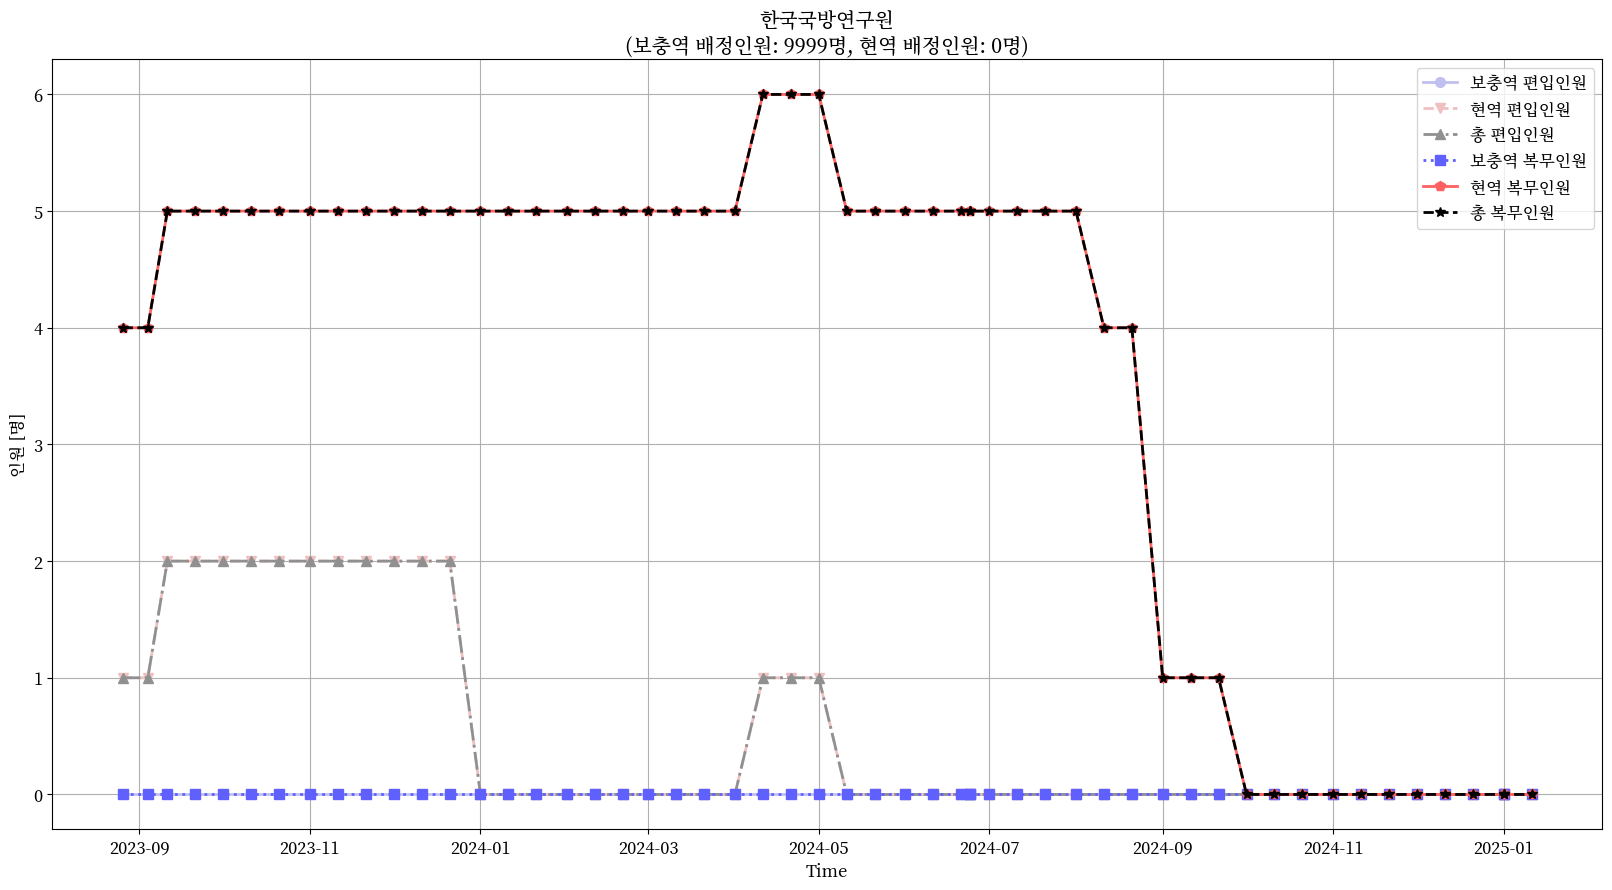 한국국방연구원
(보충역 배정인원: 9999명, 현역 배정인원: 0명)
보충역 편입인원
현역 편입인원
총 편입인원
보충역 복무인원
현역 복무인원
총 복무인원
인원 [명]
6
5
4
3
2
1
0
2023-09
2023-11
2024-01
2024-03
2024-05
2024-07
2024-09
2024-11
2025-01
Time